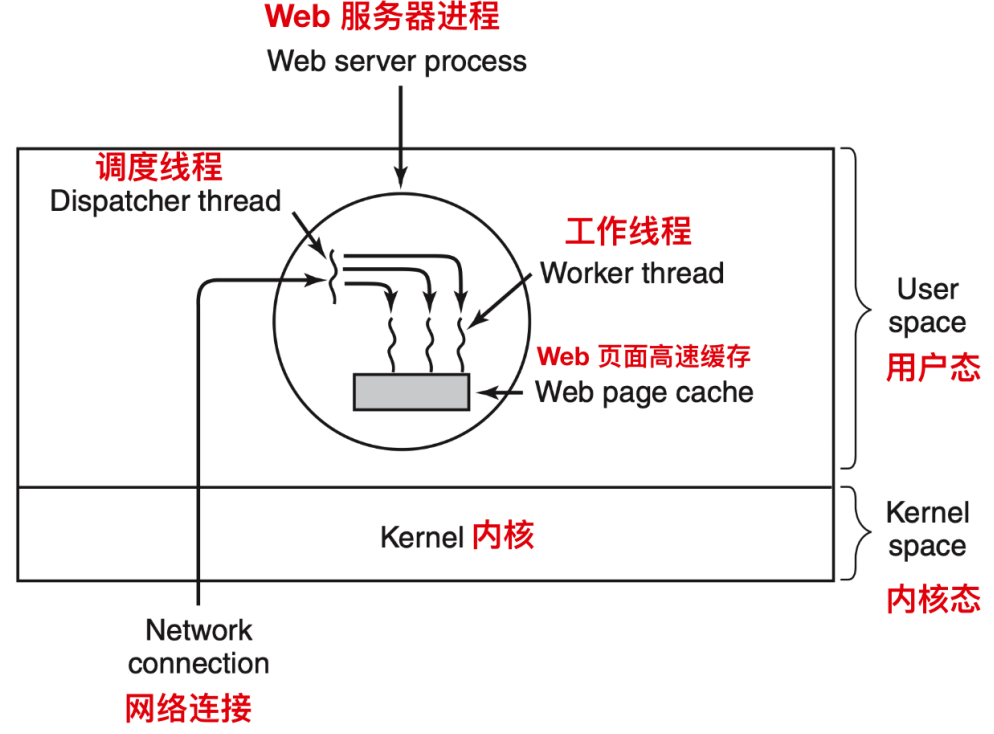 Web 服务器进程
Web server process
调度线程
Dispatcher thread
工作线程
Worker thread
Web 页面高速缓存
Web page cache
User
space
用户态
Kernel 内核
Kernel
space
内核态
Network
connection
网络连接